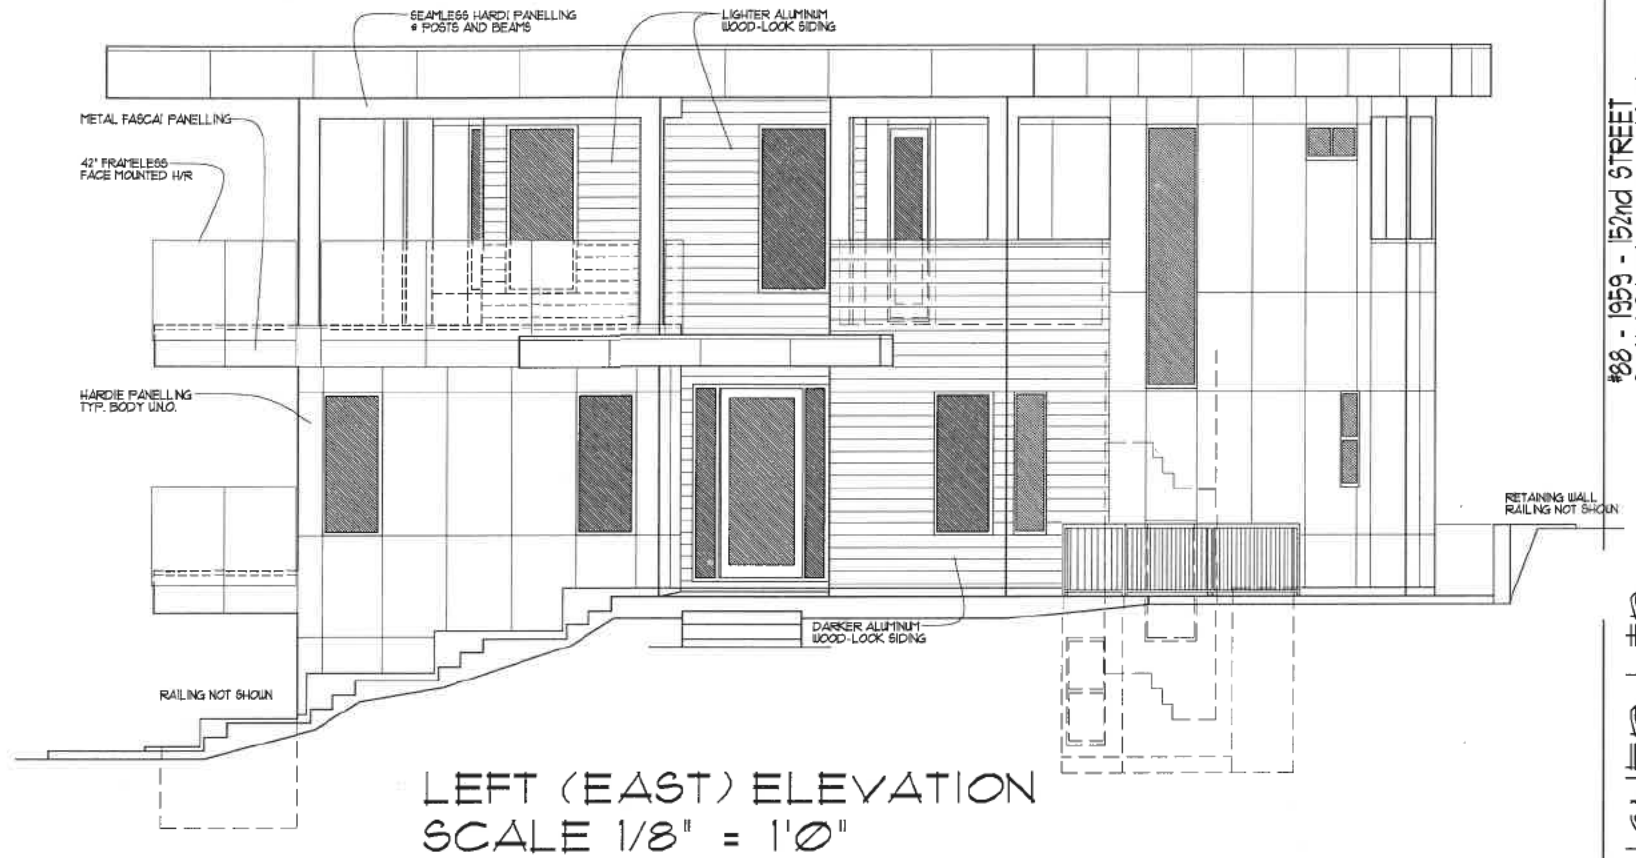 SEAMLESS HARDI PANELLING
& POSTS AND BEAMS
LIGHTER ALUMINUM
WOOD-LOOK SIDING
METAL FASCAI PANELLING
42" FRAMELESS
FACE MOUNTED H/R
HARDIE PANELLING
TYP. BODY U.N.O.
RETAINING WALL
RAILING NOT SHOWN
DARKER ALUMINUM
WOOD-LOOK SIDING
RAILING NOT SHOWN
LEFT (EAST) ELEVATION
SCALE 1/8" = 1'0"
#88 - 1959 - 152nd STREET